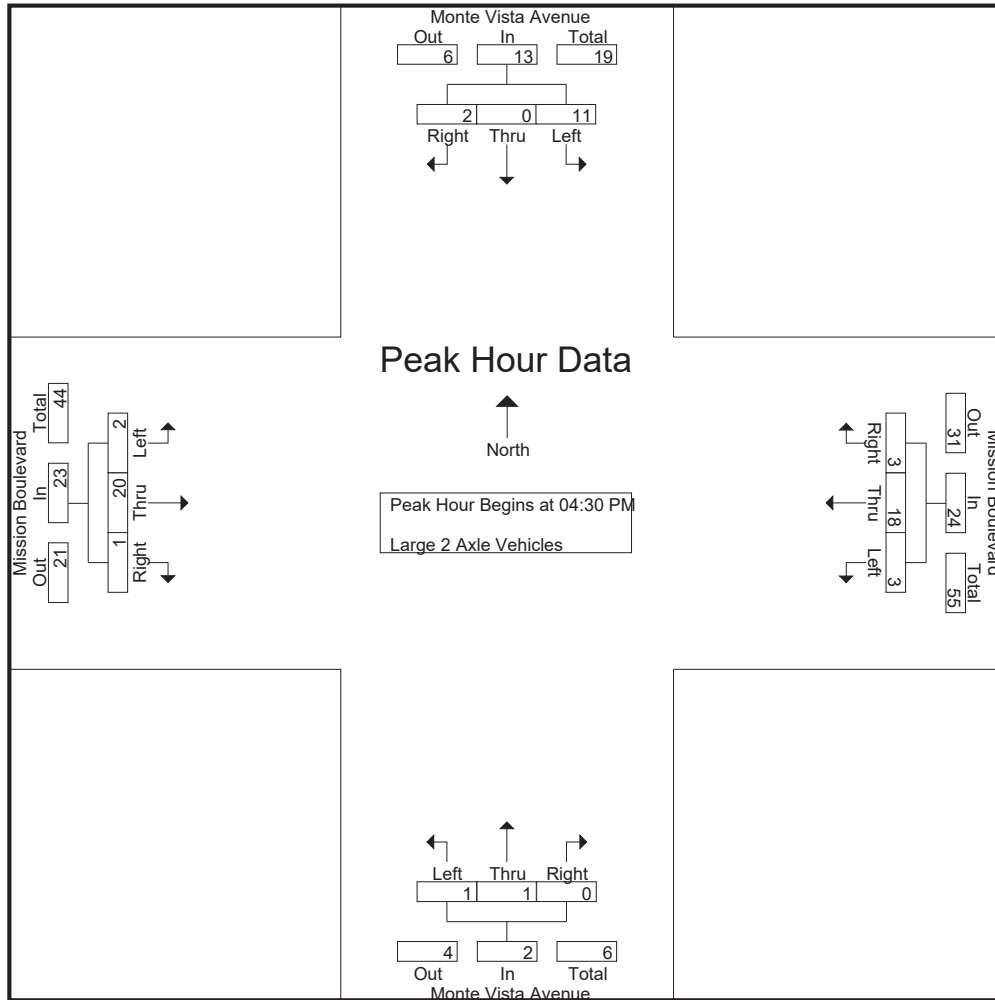 Monte Vista Avenue
Out In Total
6 13 19
2 0 11
Right Thru Left
Peak Hour Data
North
Peak Hour Begins at 04:30 PM
Large 2 Axle Vehicles
Mission Boulevard
Out In Total
21 23 44
1 20 2
Right Thru Left
Mission Boulevard
Out In Total
31 24 55
3 18 3
Right Thru Left
Left Thru Right
1 1 0
4 2 6
Out In Total
Monte Vista Avenue